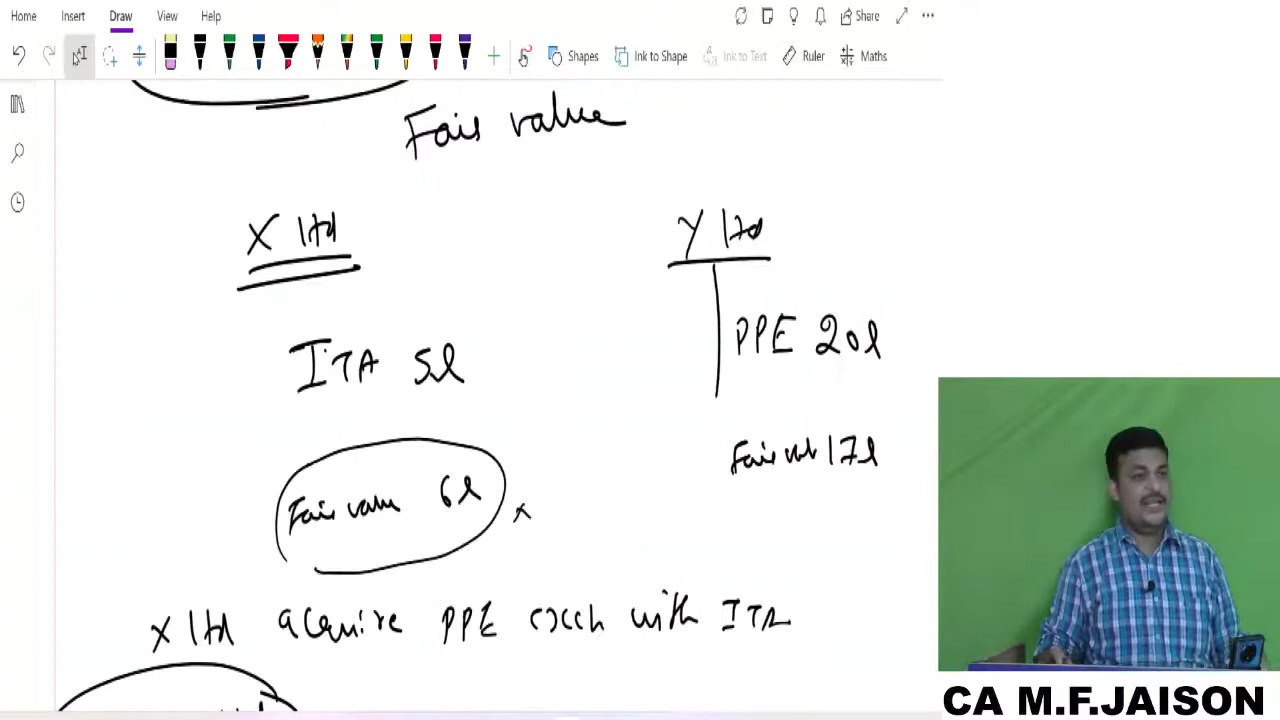 Home Insert Draw View Help Share
Shapes Ink to Shape Ink to Text Ruler Maths
Fair value
X ltd
Y ltd
ITA 5l
PPE 20l
Fair value 6l
Fair val 17l
X ltd acquire PPE exch with ITA
CA M.F.JAISON